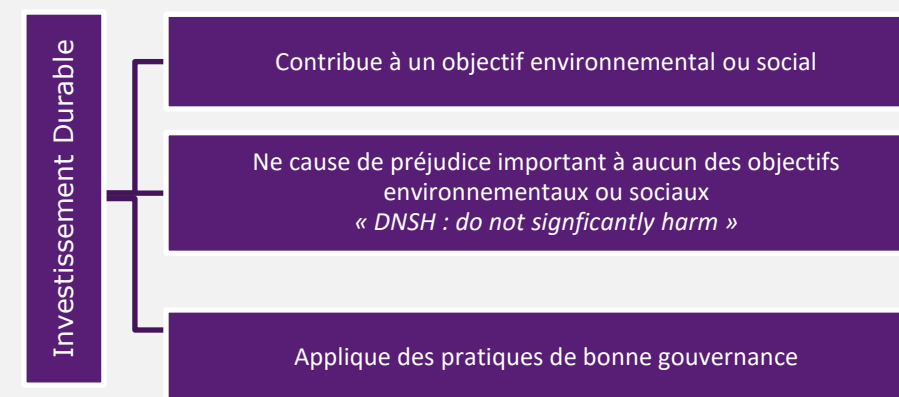 Investissement Durable
Contribue à un objectif environnemental ou social
Ne cause de préjudice important à aucun des objectifs
environnementaux ou sociaux
« DNSH : do not signficantly harm »
Applique des pratiques de bonne gouvernance